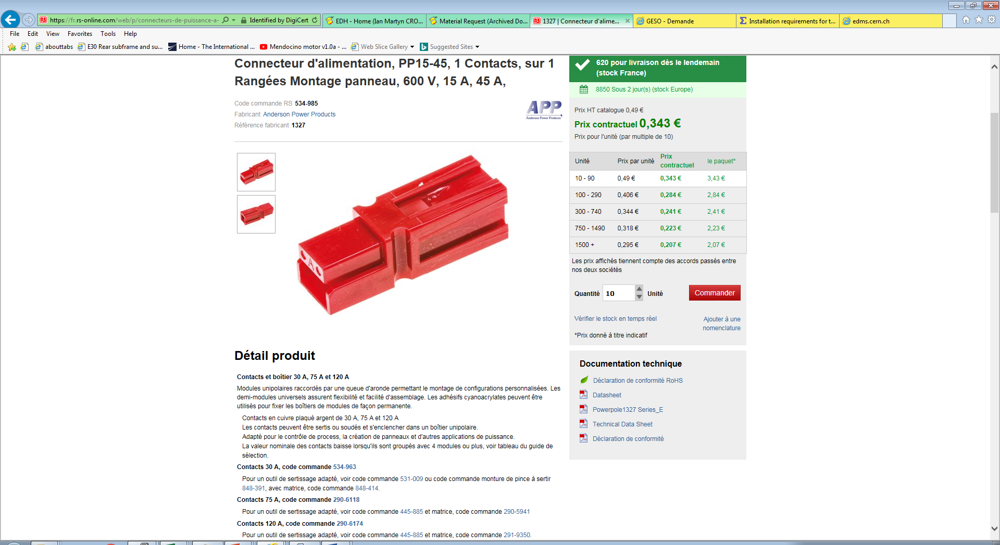 https://fr.rs-online.com/web/p/connecteurs-de-puissance-a-
Identified by DigiCert
EDH - Home (Ian Martyn CRO...
Material Request (Archived Do...
1327 | Connecteur d'alime...
GESO - Demande
Installation requirements for t...
edms.cern.ch
File Edit View Favorites Tools Help
abouttabs
E30 Rear subframe and su...
Home - The International ...
Mendocino motor v1.0a - ...
Web Slice Gallery
Suggested Sites
Connecteur d'alimentation, PP15-45, 1 Contacts, sur 1
Rangées Montage panneau, 600 V, 15 A, 45 A,
Code commande RS 534-985
Fabricant Anderson Power Products
Référence fabricant 1327
APP
Anderson Power Products
A
Détail produit
Contacts et boîtier 30 A, 75 A et 120 A
Modules unipolaires raccordés par une queue d'aronde permettant le montage de configurations personnalisées. Les
demi-modules universels assurent flexibilité et facilité d'assemblage. Les adhésifs cyanoacrylates peuvent être
utilisés pour fixer les boîtiers de modules de façon permanente.
Contacts en cuivre plaqué argent de 30 A, 75 A et 120 A
Les contacts peuvent être sertis ou soudés et s'enclencher dans un boîtier unipolaire.
Adapté pour le contrôle de process, la création de panneaux et d'autres applications de puissance.
La valeur nominale des contacts baisse lorsqu'ils sont groupés avec 4 modules ou plus, voir tableau du guide de
sélection.
Contacts 30 A, code commande 534-963
Pour un outil de sertissage adapté, voir code commande 531-009 ou code commande monture de pince à sertir
848-391, avec matrice, code commande 848-414.
Contacts 75 A, code commande 290-6118
Pour un outil de sertissage adapté, voir code commande 445-885 et matrice, code commande 290-5941
Contacts 120 A, code commande 290-6174
Pour un outil de sertissage adapté, voir code commande 445-885 et matrice, code commande 291-9350.
620 pour livraison dès le lendemain
(stock France)
8850 Sous 2 jour(s) (stock Europe)
Prix HT catalogue 0,49 €
Prix contractuel 0,343 €
Prix pour l'unité (par multiple de 10)
Unité Prix par unité Prix contractuel le paquet*
10 - 90 0,49 € 0,343 € 3,43 €
100 - 290 0,406 € 0,284 € 2,84 €
300 - 740 0,344 € 0,241 € 2,41 €
750 - 1490 0,318 € 0,223 € 2,23 €
1500 + 0,295 € 0,207 € 2,07 €
Les prix affichés tiennent compte des accords passés entre
nos deux sociétés
Quantité 10 Unité Commander
Vérifier le stock en temps réel
Ajouter à une
nomenclature
*Prix donné à titre indicatif
Documentation technique
Déclaration de conformité RoHS
Datasheet
Powerpole1327 Series_E
Technical Data Sheet
Déclaration de conformité